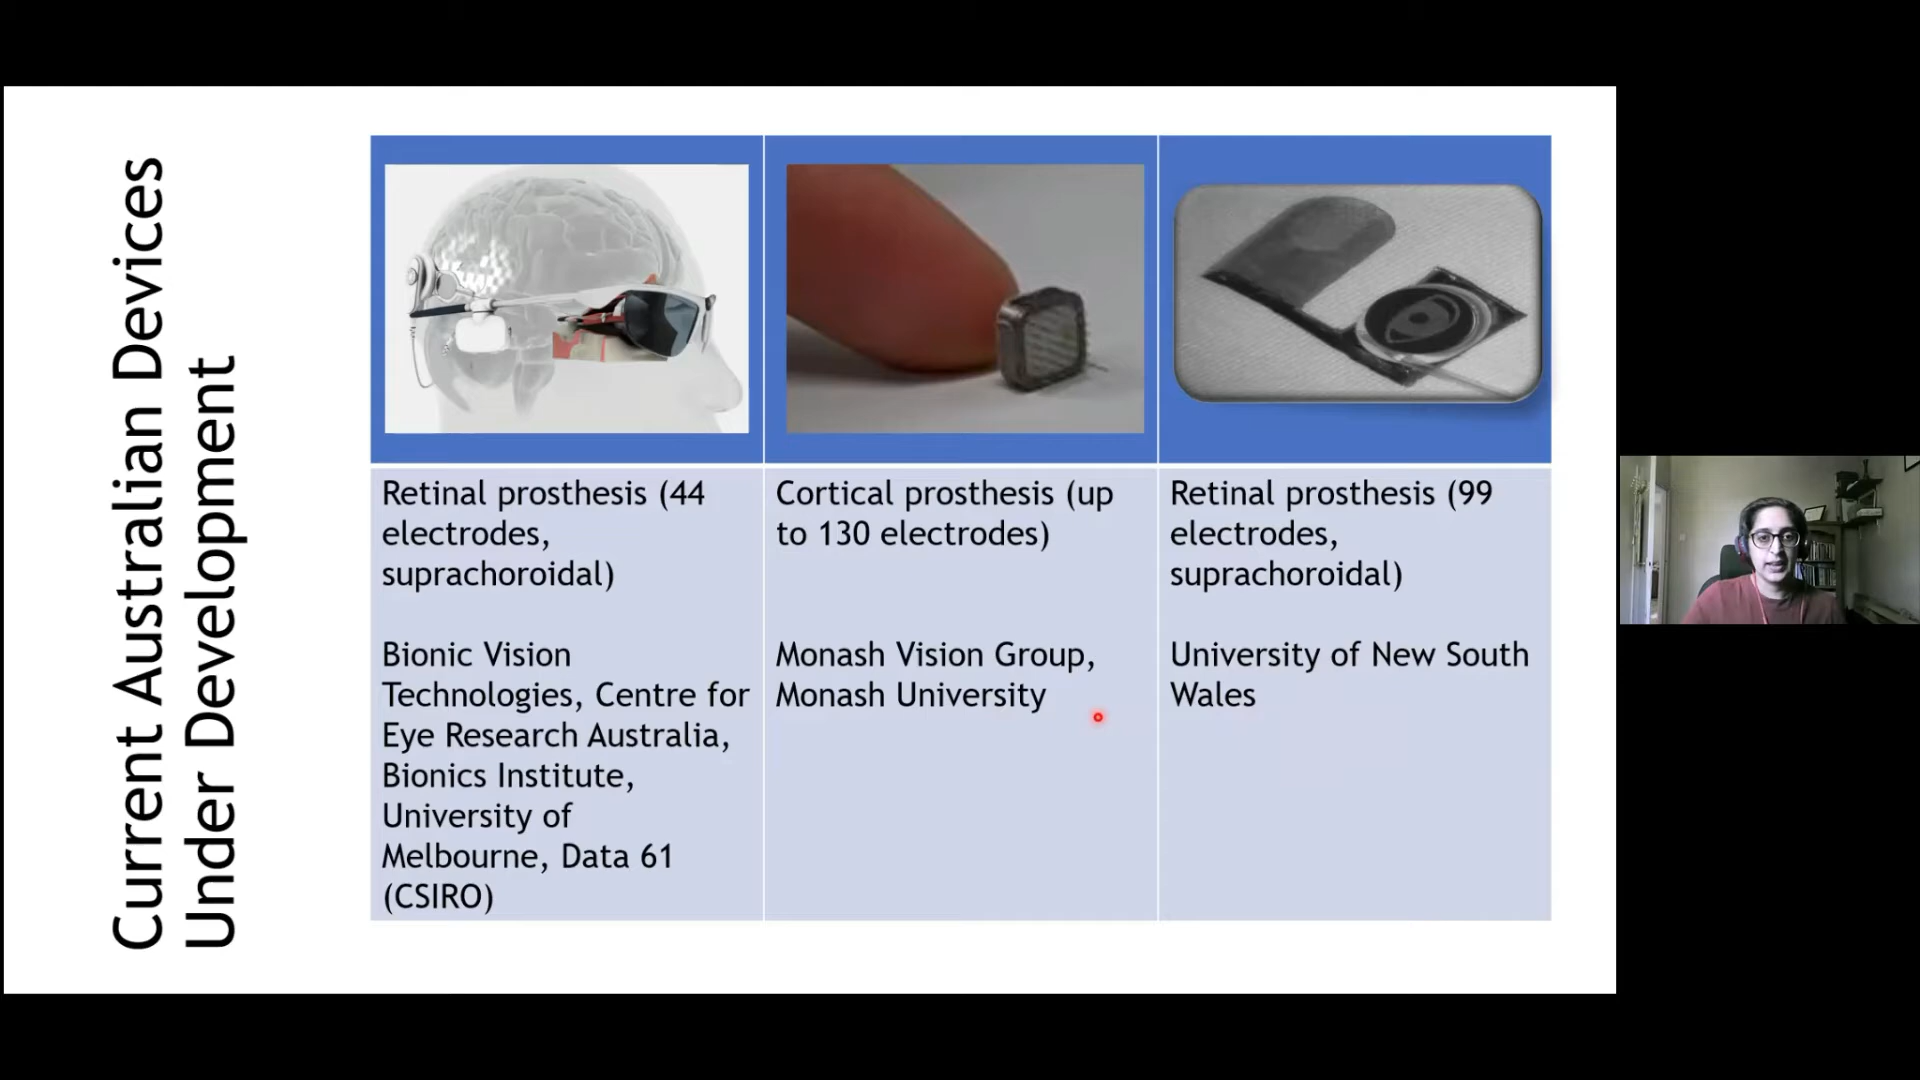 Current Australian Devices
Under Development
Retinal prosthesis (44
electrodes,
suprachoroidal)
Bionic Vision
Technologies, Centre for
Eye Research Australia,
Bionics Institute,
University of
Melbourne, Data 61
(CSIRO)
Cortical prosthesis (up
to 130 electrodes)
Monash Vision Group,
Monash University
Retinal prosthesis (99
electrodes,
suprachoroidal)
University of New South
Wales